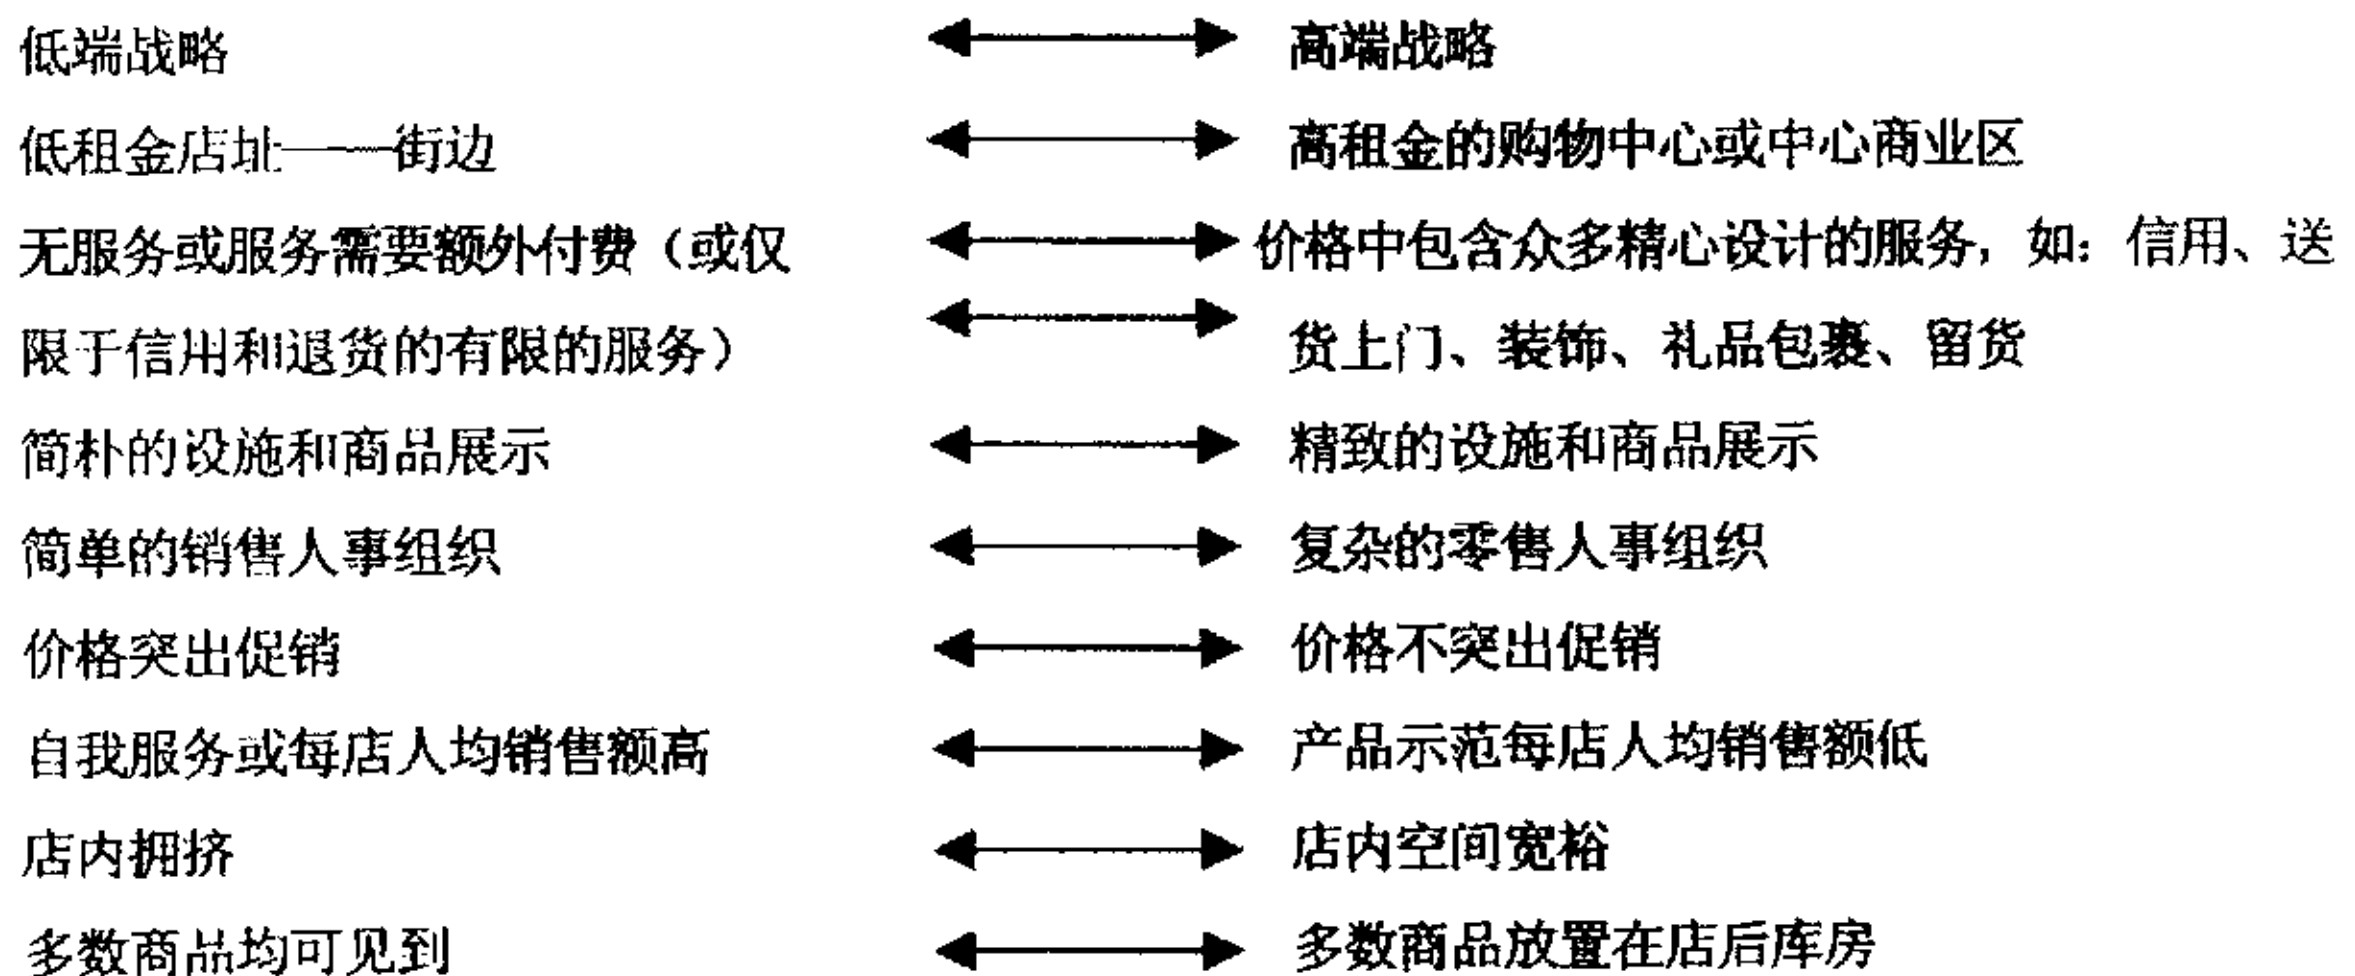 低端战略 高端战略
低租金店址——街边 高租金的购物中心或中心商业区
无服务或服务需要额外付费（或仅 价格中包含众多精心设计的服务，如：信用、送
限于信用和退货的有限的服务） 货上门、装饰、礼品包裹、留货
简朴的设施和商品展示 精致的设施和商品展示
简单的销售人事组织 复杂的零售人事组织
价格突出促销 价格不突出促销
自我服务或每店人均销售额高 产品示范每店人均销售额低
店内拥挤 店内空间宽裕
多数商品均可见到 多数商品放置在店后库房